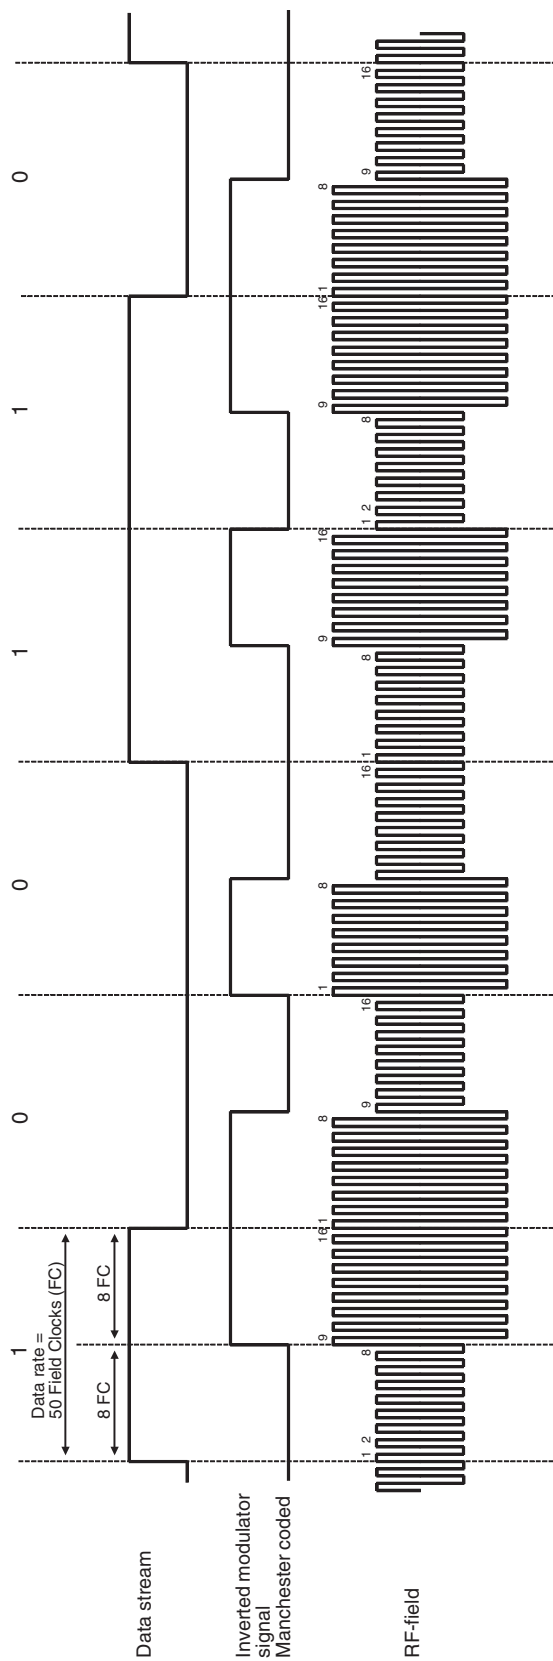 1 0 0 1 1 0
Data rate =
50 Field Clocks (FC)
8 FC 8 FC
Data stream
Inverted modulator
signal
Manchester coded
1 2 8 9 16 1 8 9 16 1 8 16 1 8 9 16 1 2 8 9 16 1 8 9 16
RF-field